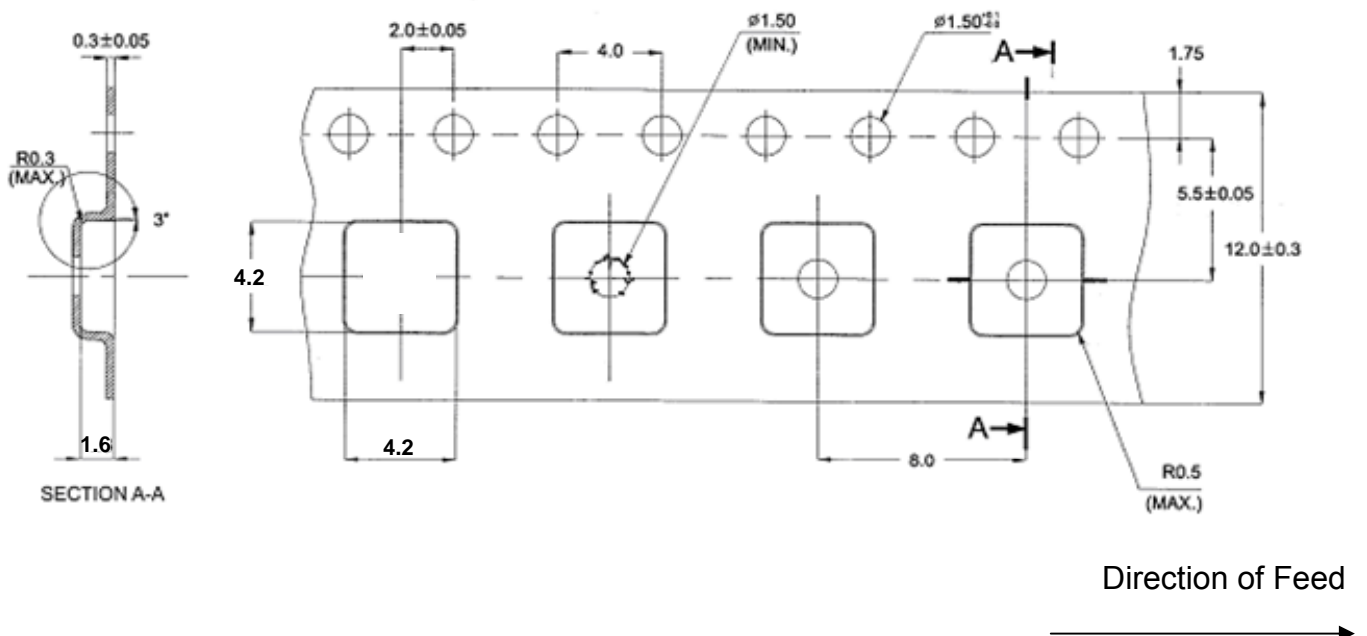 0.3±0.05
2.0±0.05
4.0
ø1.50
(MIN.)
ø1.50
A
1.75
R0.3
(MAX.)
3°
5.5±0.05
12.0±0.3
4.2
1.6
4.2
A
8.0
R0.5
(MAX.)
SECTION A-A
Direction of Feed